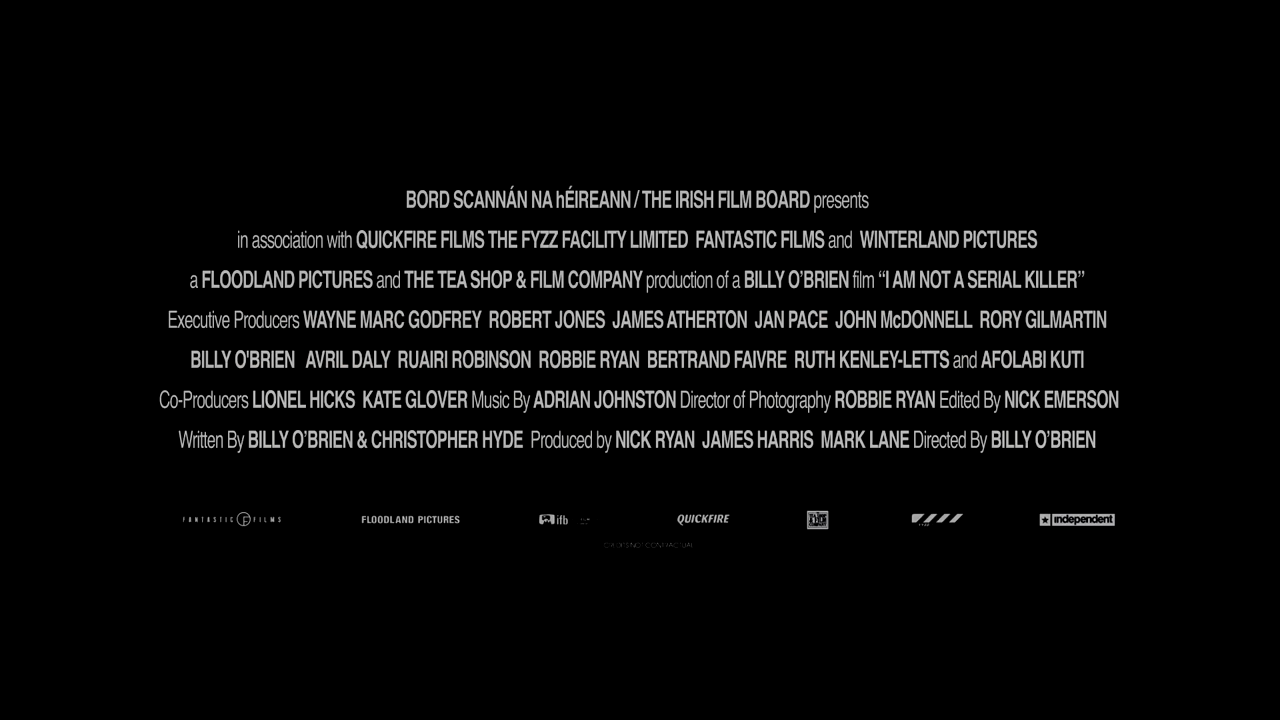 BORD SCANNÁN NA hÉIREANN / THE IRISH FILM BOARD presents
in association with QUICKFIRE FILMS THE FYZZ FACILITY LIMITED FANTASTIC FILMS and WINTERLAND PICTURES
a FLOODLAND PICTURES and THE TEA SHOP & FILM COMPANY production of a BILLY O’BRIEN film “I AM NOT A SERIAL KILLER”
Executive Producers WAYNE MARC GODFREY ROBERT JONES JAMES ATHERTON JAN PACE JOHN McDONNELL RORY GILMARTIN
BILLY O'BRIEN AVRIL DALY RUAIRI ROBINSON ROBBIE RYAN BERTRAND FAIVRE RUTH KENLEY-LETTS and AFOLABI KUTI
Co-Producers LIONEL HICKS KATE GLOVER Music By ADRIAN JOHNSTON Director of Photography ROBBIE RYAN Edited By NICK EMERSON
Written By BILLY O’BRIEN & CHRISTOPHER HYDE Produced by NICK RYAN JAMES HARRIS MARK LANE Directed By BILLY O’BRIEN
FANTASTIC FILMS FLOODLAND PICTURES ifb QUICKFIRE independent